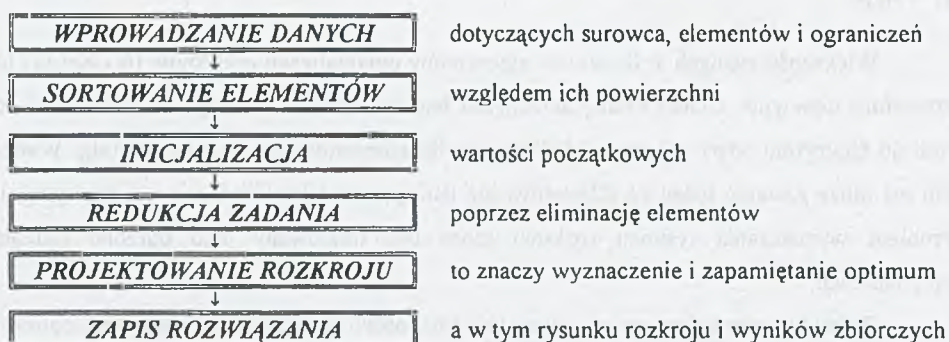 WPROWADZANIE DANYCH dotyczących surowca, elementów i ograniczeń
SORTOWANIE ELEMENTÓW względem ich powierzchni
INICJALIZACJA wartości początkowych
REDUKCJA ZADANIA poprzez eliminację elementów
PROJEKTOWANIE ROZKROJU to znaczy wyznaczenie i zapamiętanie optimum
ZAPIS ROZWIĄZANIA a w tym rysunku rozkroju i wyników zbiorczych